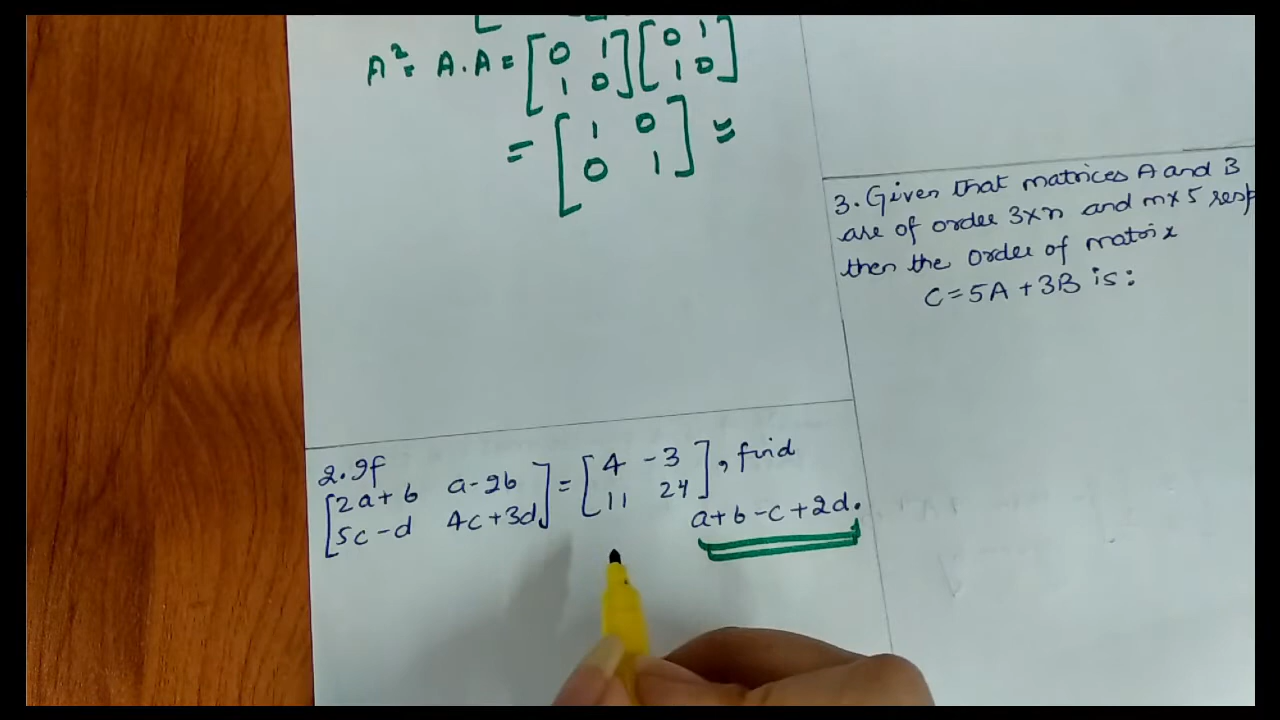 A² = A.A = [0 1 [0 1
1 0] 1 0]
= [1 0 =
0 1]
3. Given that matrices A and B
are of order 3×n and m×5 resp
then the order of matrix
C = 5A + 3B is:
2. If
[2a+b a-2b = [4 -3 , find
5c-d 4c+3d] 11 24]
a+b-c+2d.